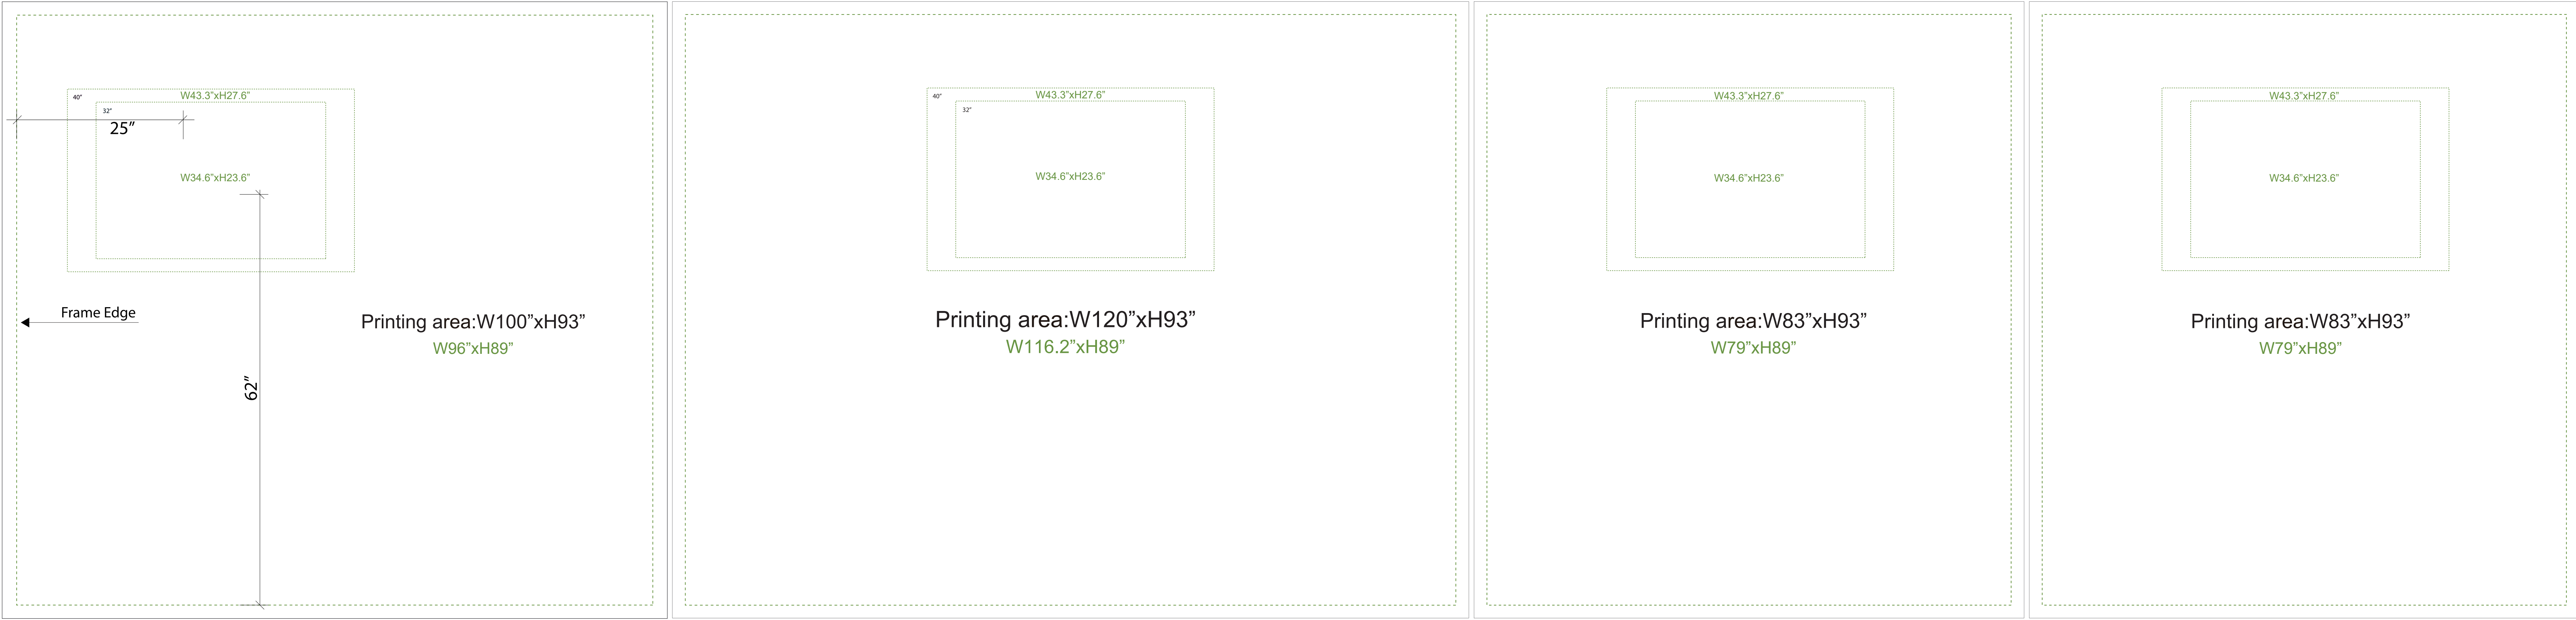 40”
W43.3”xH27.6”
32”
25”
W34.6”xH23.6”
Frame Edge
Printing area:W100”xH93”
W96”xH89”
62”
40”
W43.3”xH27.6”
32”
W34.6”xH23.6”
Printing area:W120”xH93”
W116.2”xH89”
W43.3”xH27.6”
W34.6”xH23.6”
Printing area:W83”xH93”
W79”xH89”
W43.3”xH27.6”
W34.6”xH23.6”
Printing area:W83”xH93”
W79”xH89”